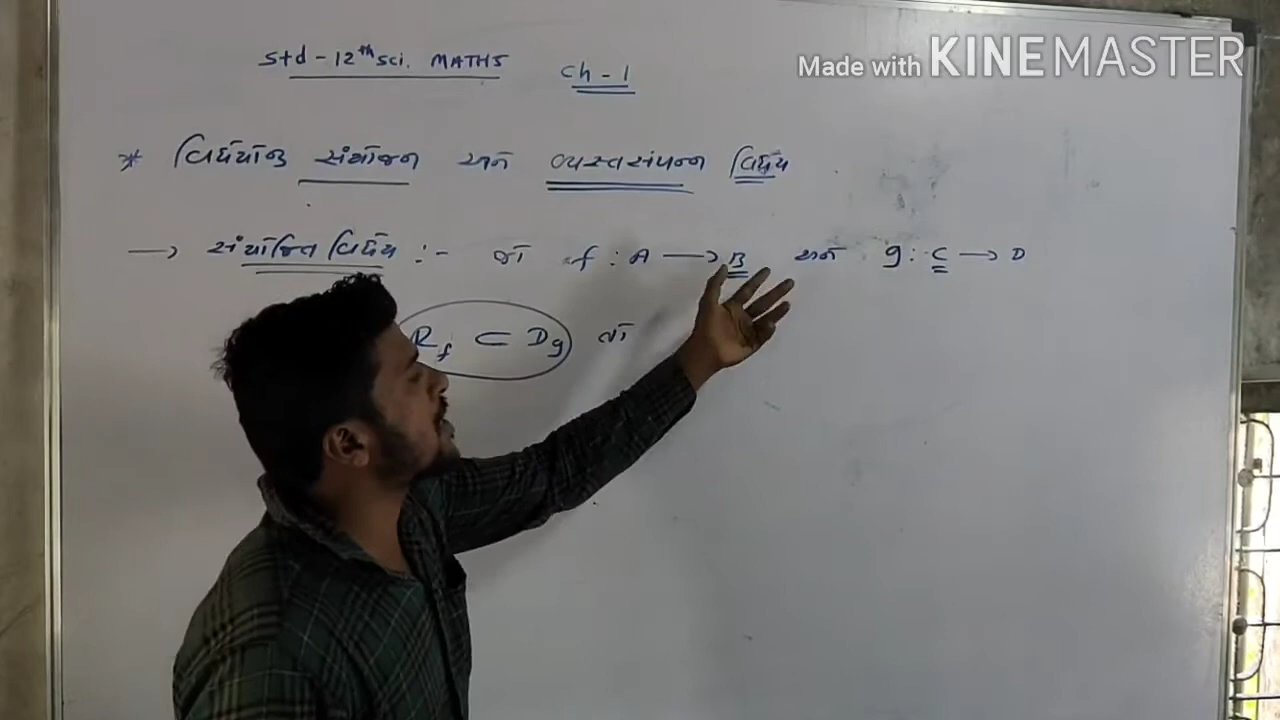 Std - 12th sci. MATHS Ch - 1
Made with KINEMASTER
* વિધેયોનું સંયોજન અને વ્યસ્તસંપન્ન વિધેય
→ સંયોજિત વિધેય :- જો f : A → B અને g : C → D
Rf ⊂ Dg તો